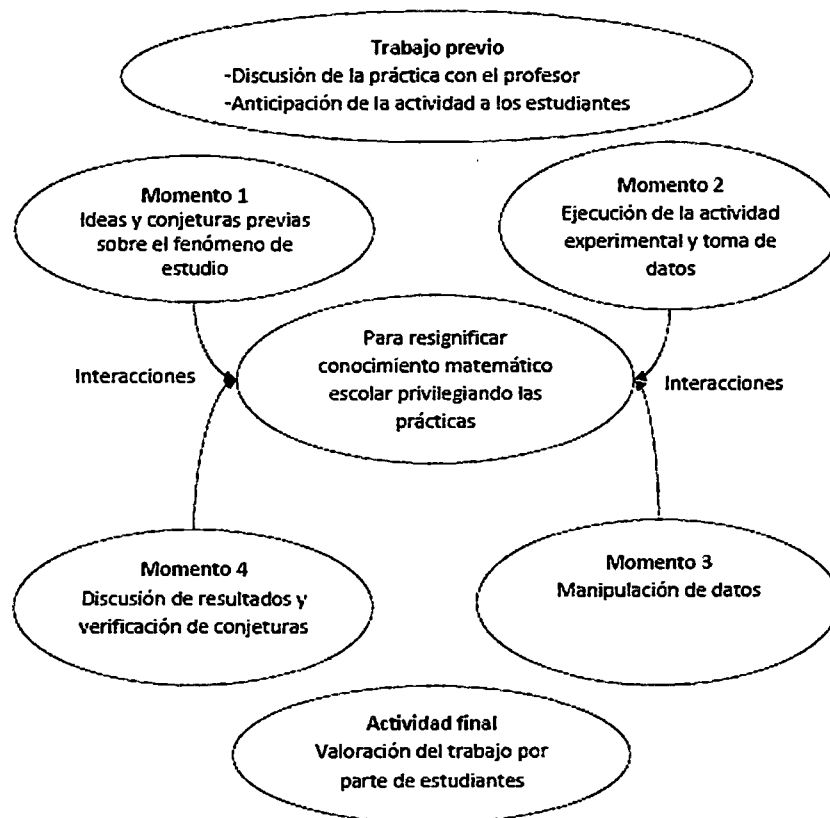 Trabajo previo
-Discusión de la práctica con el profesor
-Anticipación de la actividad a los estudiantes
Momento 1
Ideas y conjeturas previas
sobre el fenómeno de
estudio
Momento 2
Ejecución de la actividad
experimental y toma de
datos
Interacciones
Para resignificar
conocimiento matemático
escolar privilegiando las
prácticas
Interacciones
Momento 4
Discusión de resultados y
verificación de conjeturas
Momento 3
Manipulación de datos
Actividad final
Valoración del trabajo por
parte de estudiantes